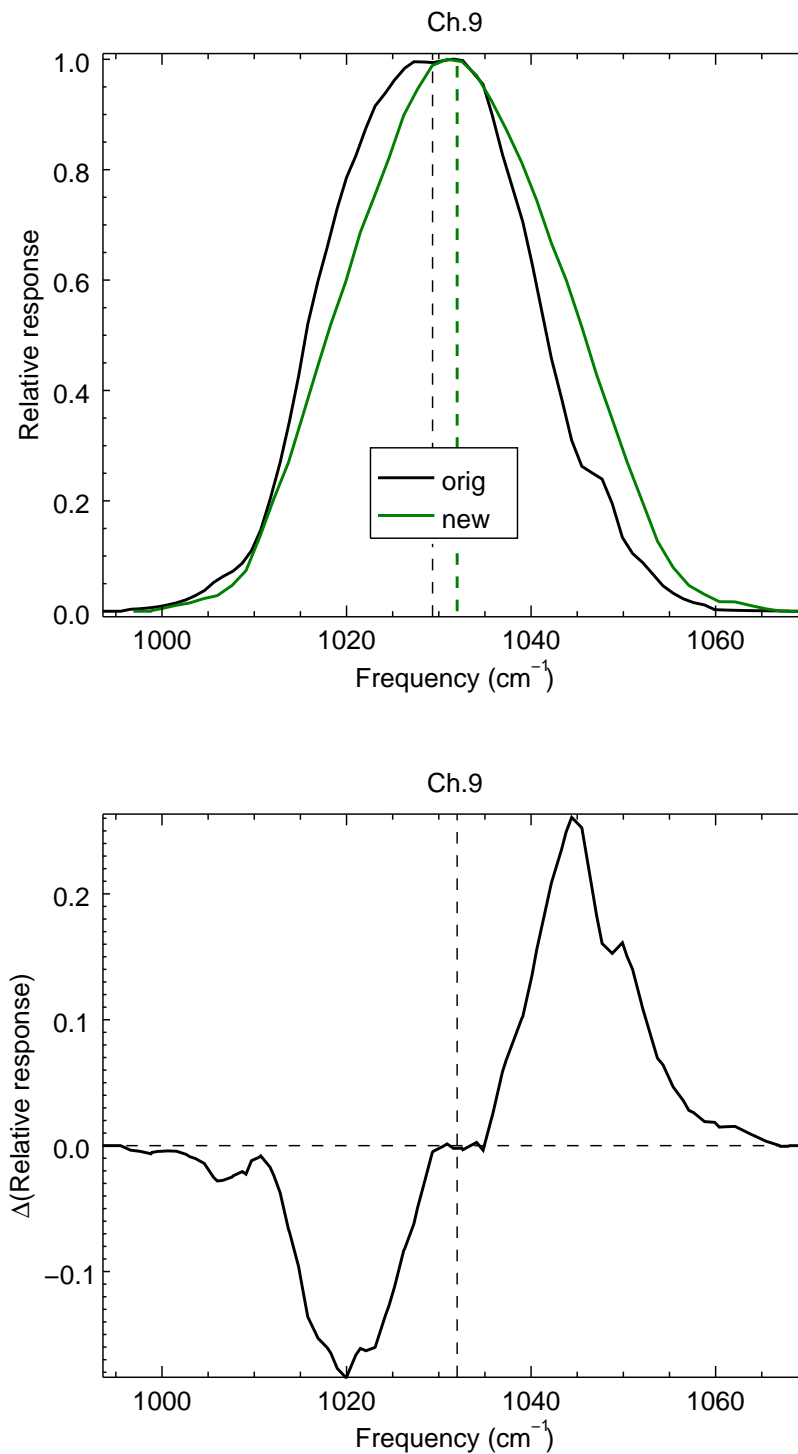 Ch.9
Relative response
1.0
0.8
0.6
0.4
0.2
0.0
orig
new
1000 1020 1040 1060
Frequency (cm⁻¹)
Ch.9
Δ(Relative response)
0.2
0.1
0.0
−0.1
1000 1020 1040 1060
Frequency (cm⁻¹)